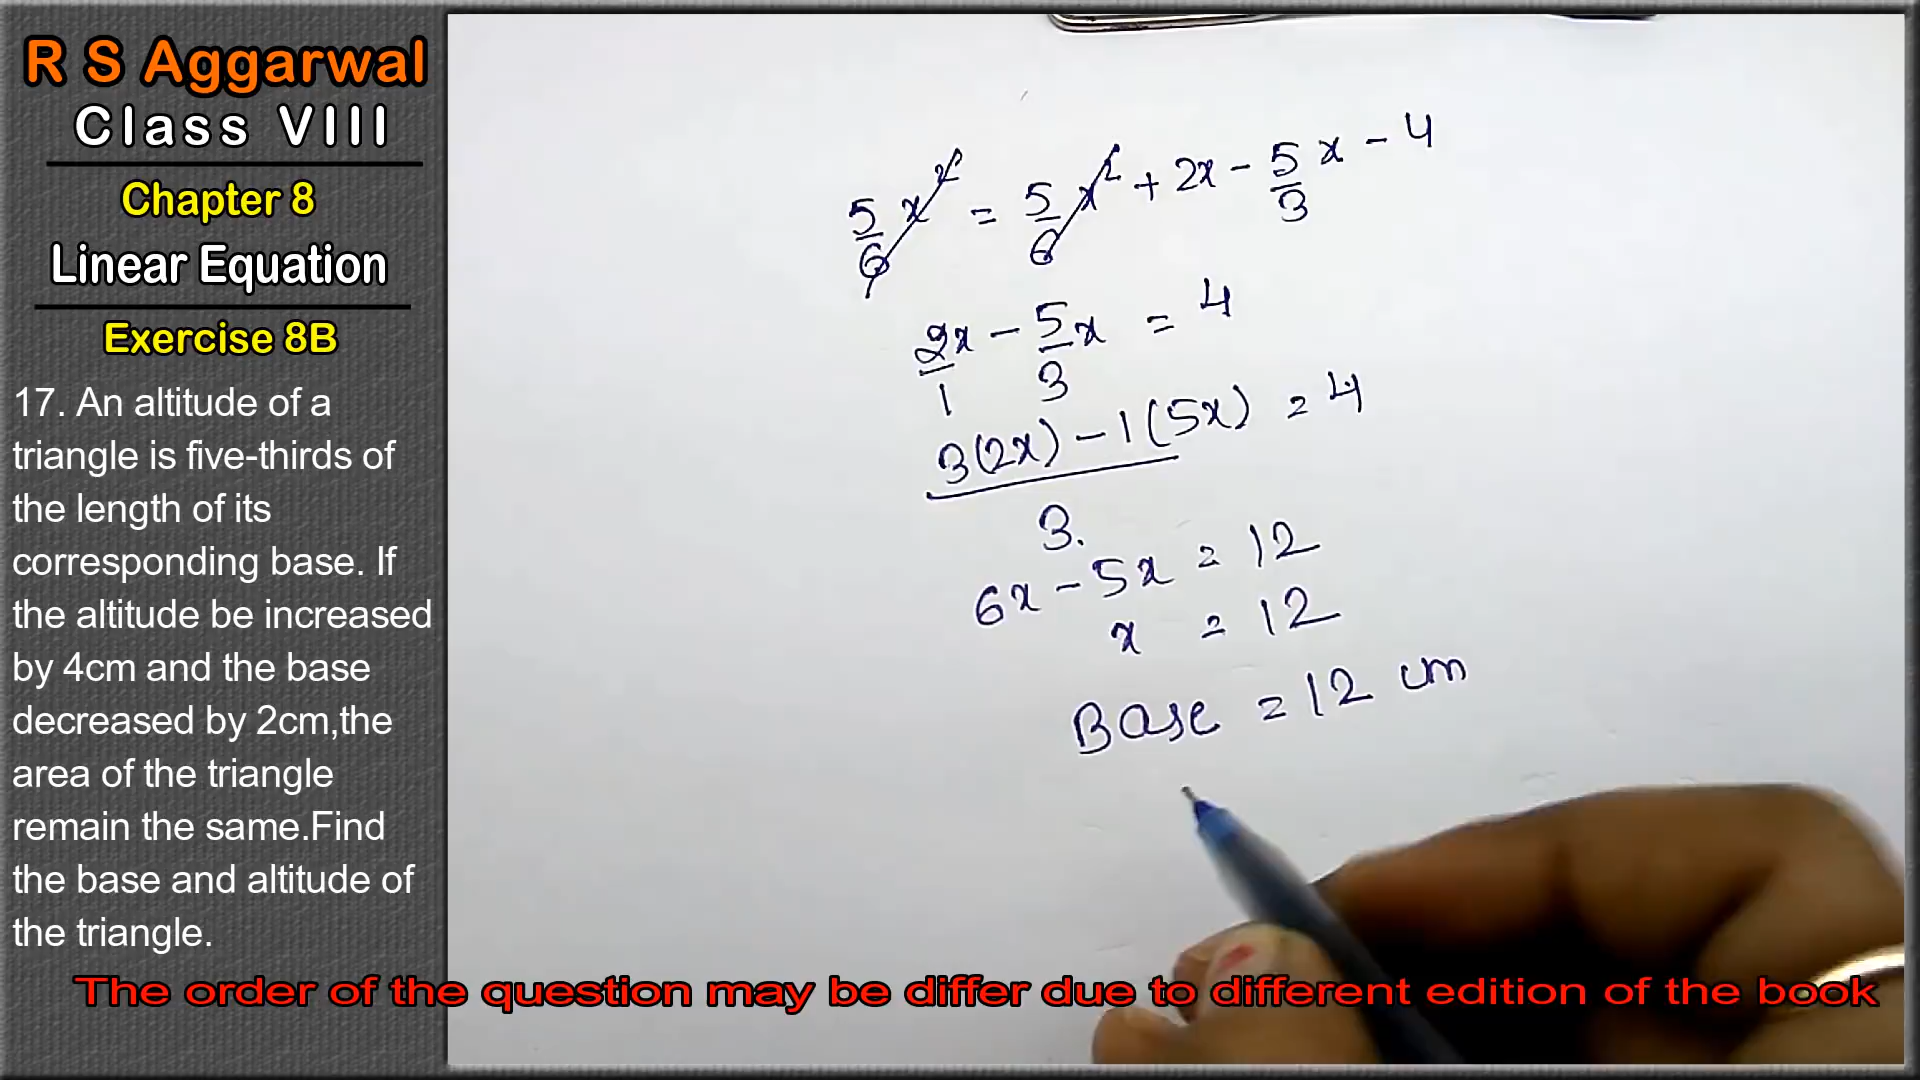 R S Aggarwal
Class VIII
Chapter 8
Linear Equation
Exercise 8B
17. An altitude of a
triangle is five-thirds of
the length of its
corresponding base. If
the altitude be increased
by 4cm and the base
decreased by 2cm,the
area of the triangle
remain the same.Find
the base and altitude of
the triangle.
5/6 x² = 5/6 x² + 2x - 5/3 x - 4
2x/1 - 5/3 x = 4
3(2x) - 1(5x) / 3. = 4
6x - 5x = 12
x = 12
Base = 12 cm
The order of the question may be differ due to different edition of the book